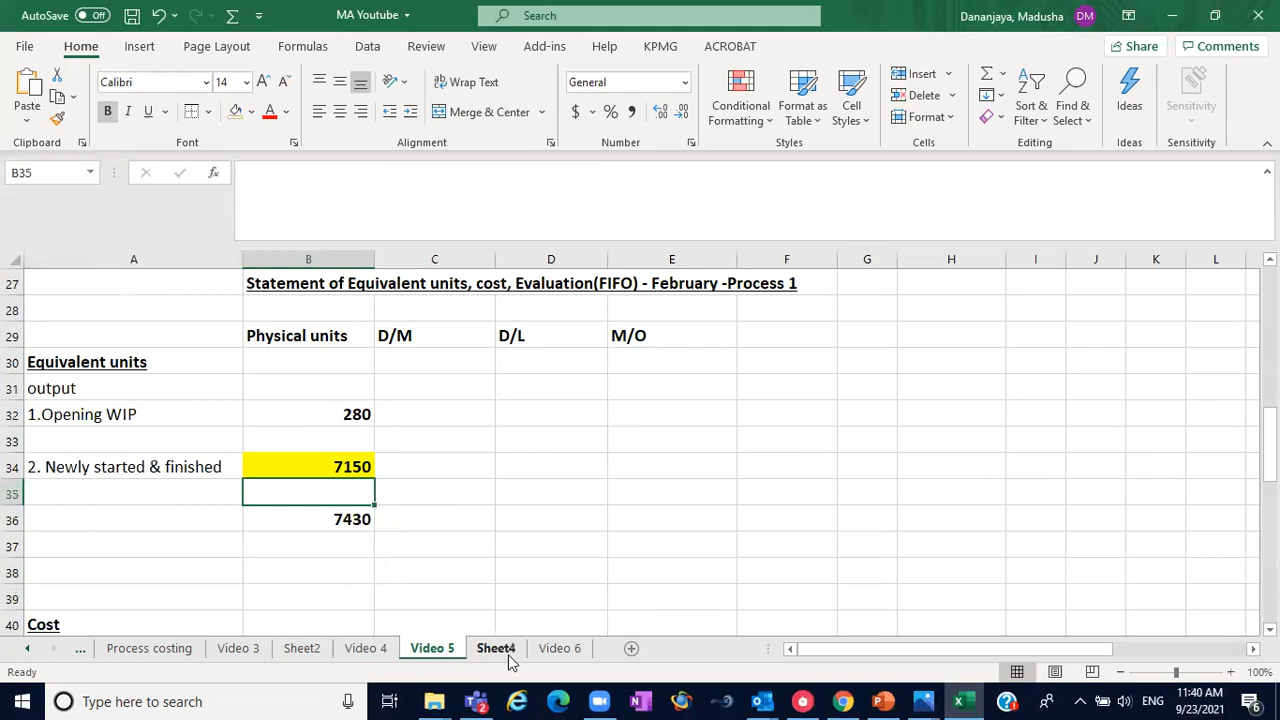 AutoSave Off MA Youtube Search Dananjaya, Madusha DM
File Home Insert Page Layout Formulas Data Review View Add-ins Help KPMG ACROBAT Share Comments
Paste Calibri 14 Wrap Text General Conditional Formatting Format as Table Cell Styles Insert Sort & Filter Find & Select Ideas Sensitivity
B I U Merge & Center $ % Delete Format
Clipboard Font Alignment Number Styles Cells Editing Ideas Sensitivity
B35 fx
A B C D E F G H I J K L
27 Statement of Equivalent units, cost, Evaluation(FIFO) - February -Process 1
28
29 Physical units D/M D/L M/O
30 Equivalent units
31 output
32 1.Opening WIP 280
33
34 2. Newly started & finished 7150
35
36 7430
37
38
39
40 Cost
... Process costing Video 3 Sheet2 Video 4 Video 5 Sheet4 Video 6
Ready 100%
Type here to search ENG 11:40 AM 9/23/2021 6